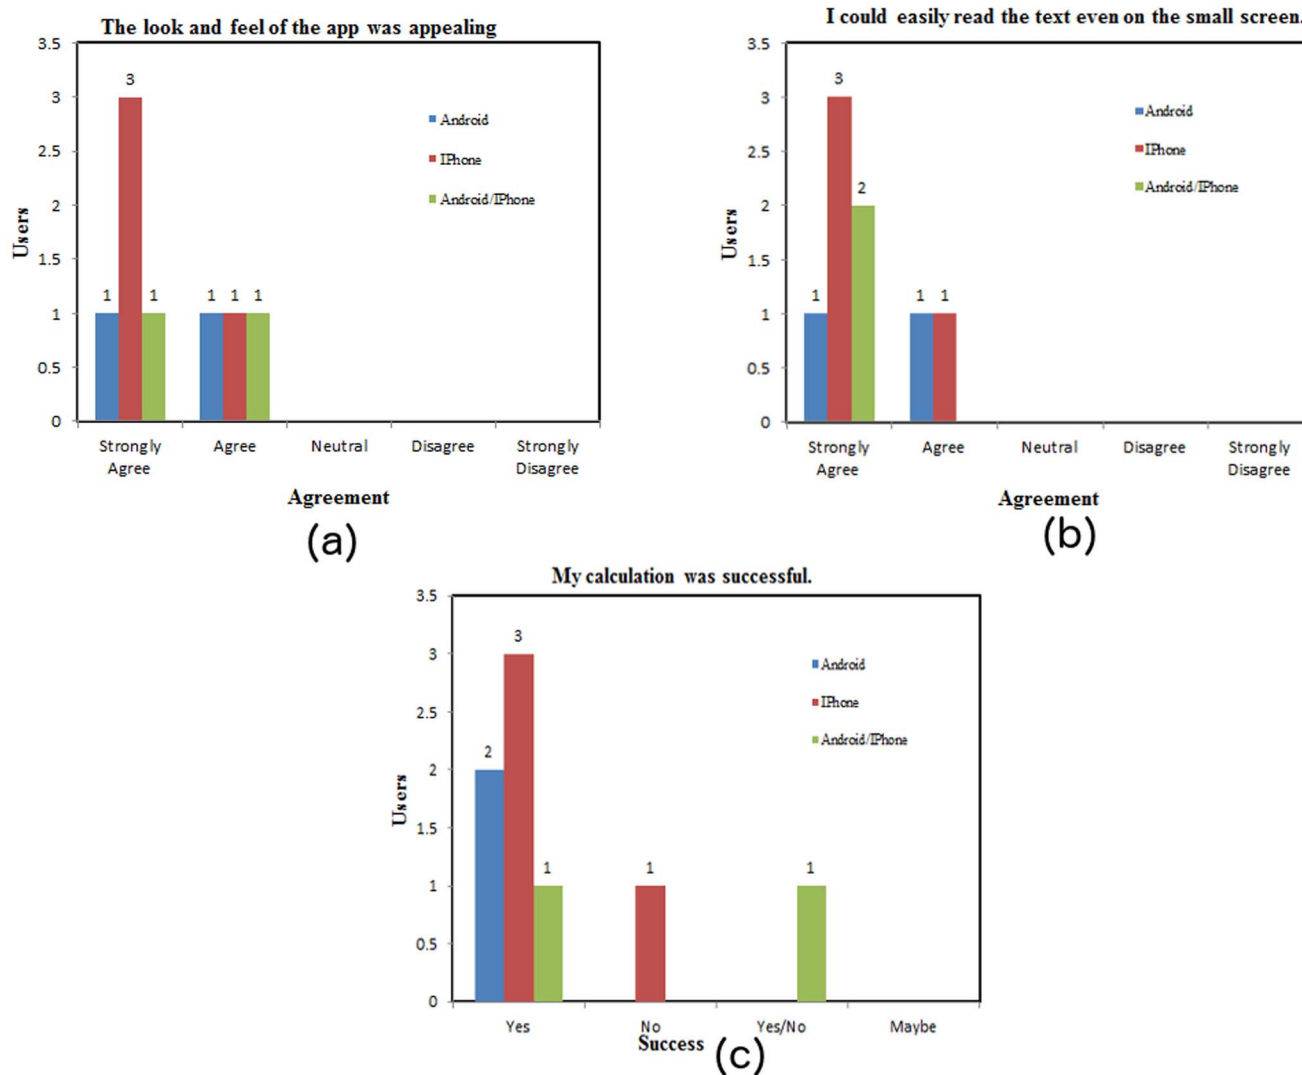 The look and feel of the app was appealing
3.5
3
2.5
2
1.5
1
0.5
0
Users
3
1 1
1 1 1
Android
IPhone
Android/IPhone
Strongly Agree
Agree
Neutral
Disagree
Strongly Disagree
Agreement
(a)
I could easily read the text even on the small screen.
3.5
3
2.5
2
1.5
1
0.5
0
Users
3
2
1
1 1
Android
IPhone
Android/IPhone
Strongly Agree
Agree
Neutral
Disagree
Strongly Disagree
Agreement
(b)
My calculation was successful.
3.5
3
2.5
2
1.5
1
0.5
0
Users
3
2
1 1 1
Android
IPhone
Android/IPhone
Yes
No
Yes/No
Maybe
Success
(c)